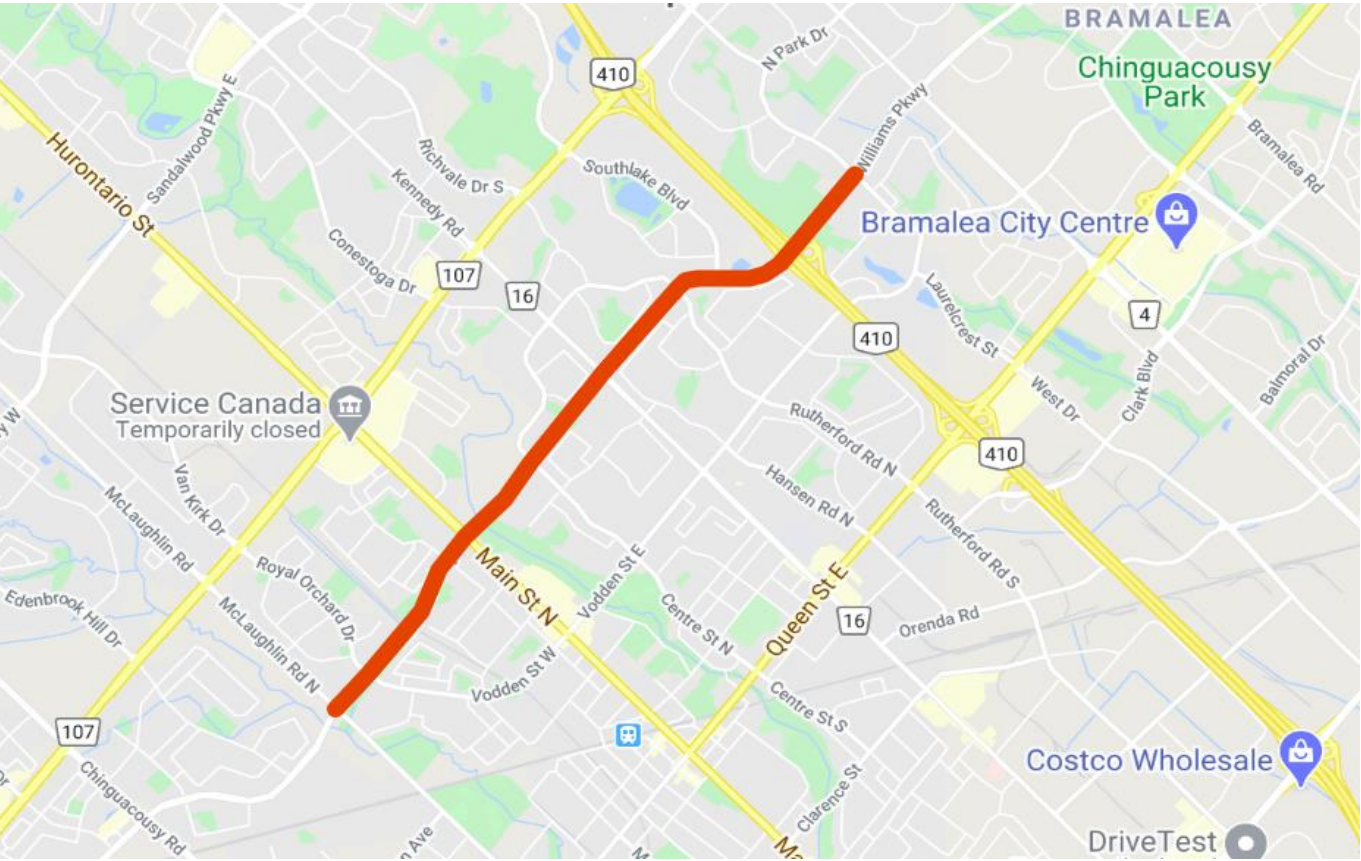 BRAMALEA
410
N Park Dr
Chinguacousy
Park
Sandalwood Pkwy E
Williams Pkwy
Bramalea Rd
Hurontario St
Richvale Dr S
Kennedy Rd
Southlake Blvd
Bramalea City Centre
Conestoga Dr
107
16
Laurelcrest St
4
410
Balmoral Dr
Service Canada
Temporarily closed
West Dr
Clark Blvd
Rutherford Rd N
410
Van Kirk Dr
McLaughlin Rd
Hansen Rd N
Rutherford Rd S
Royal Orchard Dr
Main St N
Vodden St E
Edenbrook Hill Dr
McLaughlin Rd N
Centre St N
Queen St E
16
Orenda Rd
Vodden St W
Centre St S
107
Costco Wholesale
Chinguacousy Rd
Clarence St
DriveTest